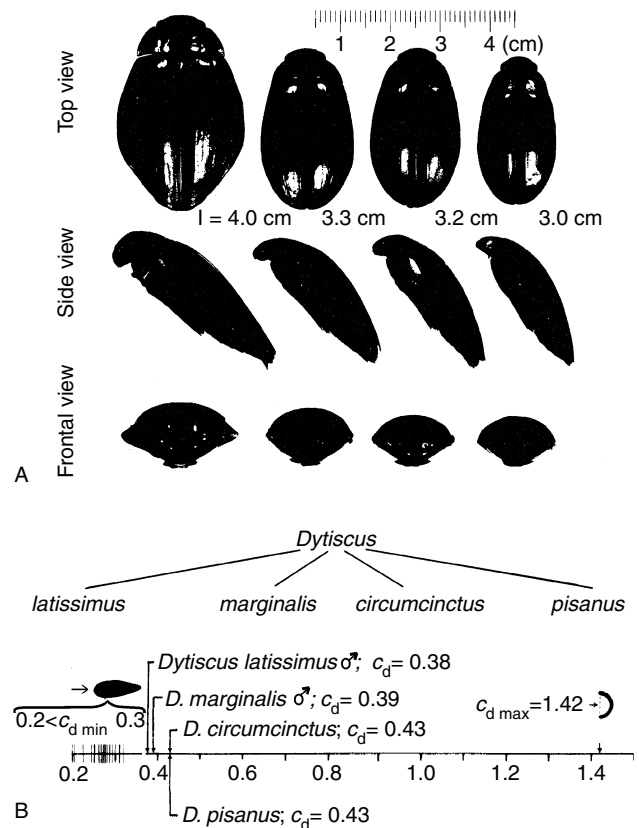 1 2 3 4 (cm)
Top view
l = 4.0 cm 3.3 cm 3.2 cm 3.0 cm
Side view
Frontal view
A
Dytiscus
latissimus marginalis circumcinctus pisanus
Dytiscus latissimus♂; cd= 0.38
D. marginalis ♂; cd= 0.39
cd max=1.42
0.2<cd min 0.3
D. circumcinctus; cd= 0.43
0.2 0.4 0.6 0.8 1.0 1.2 1.4
B
D. pisanus; cd= 0.43